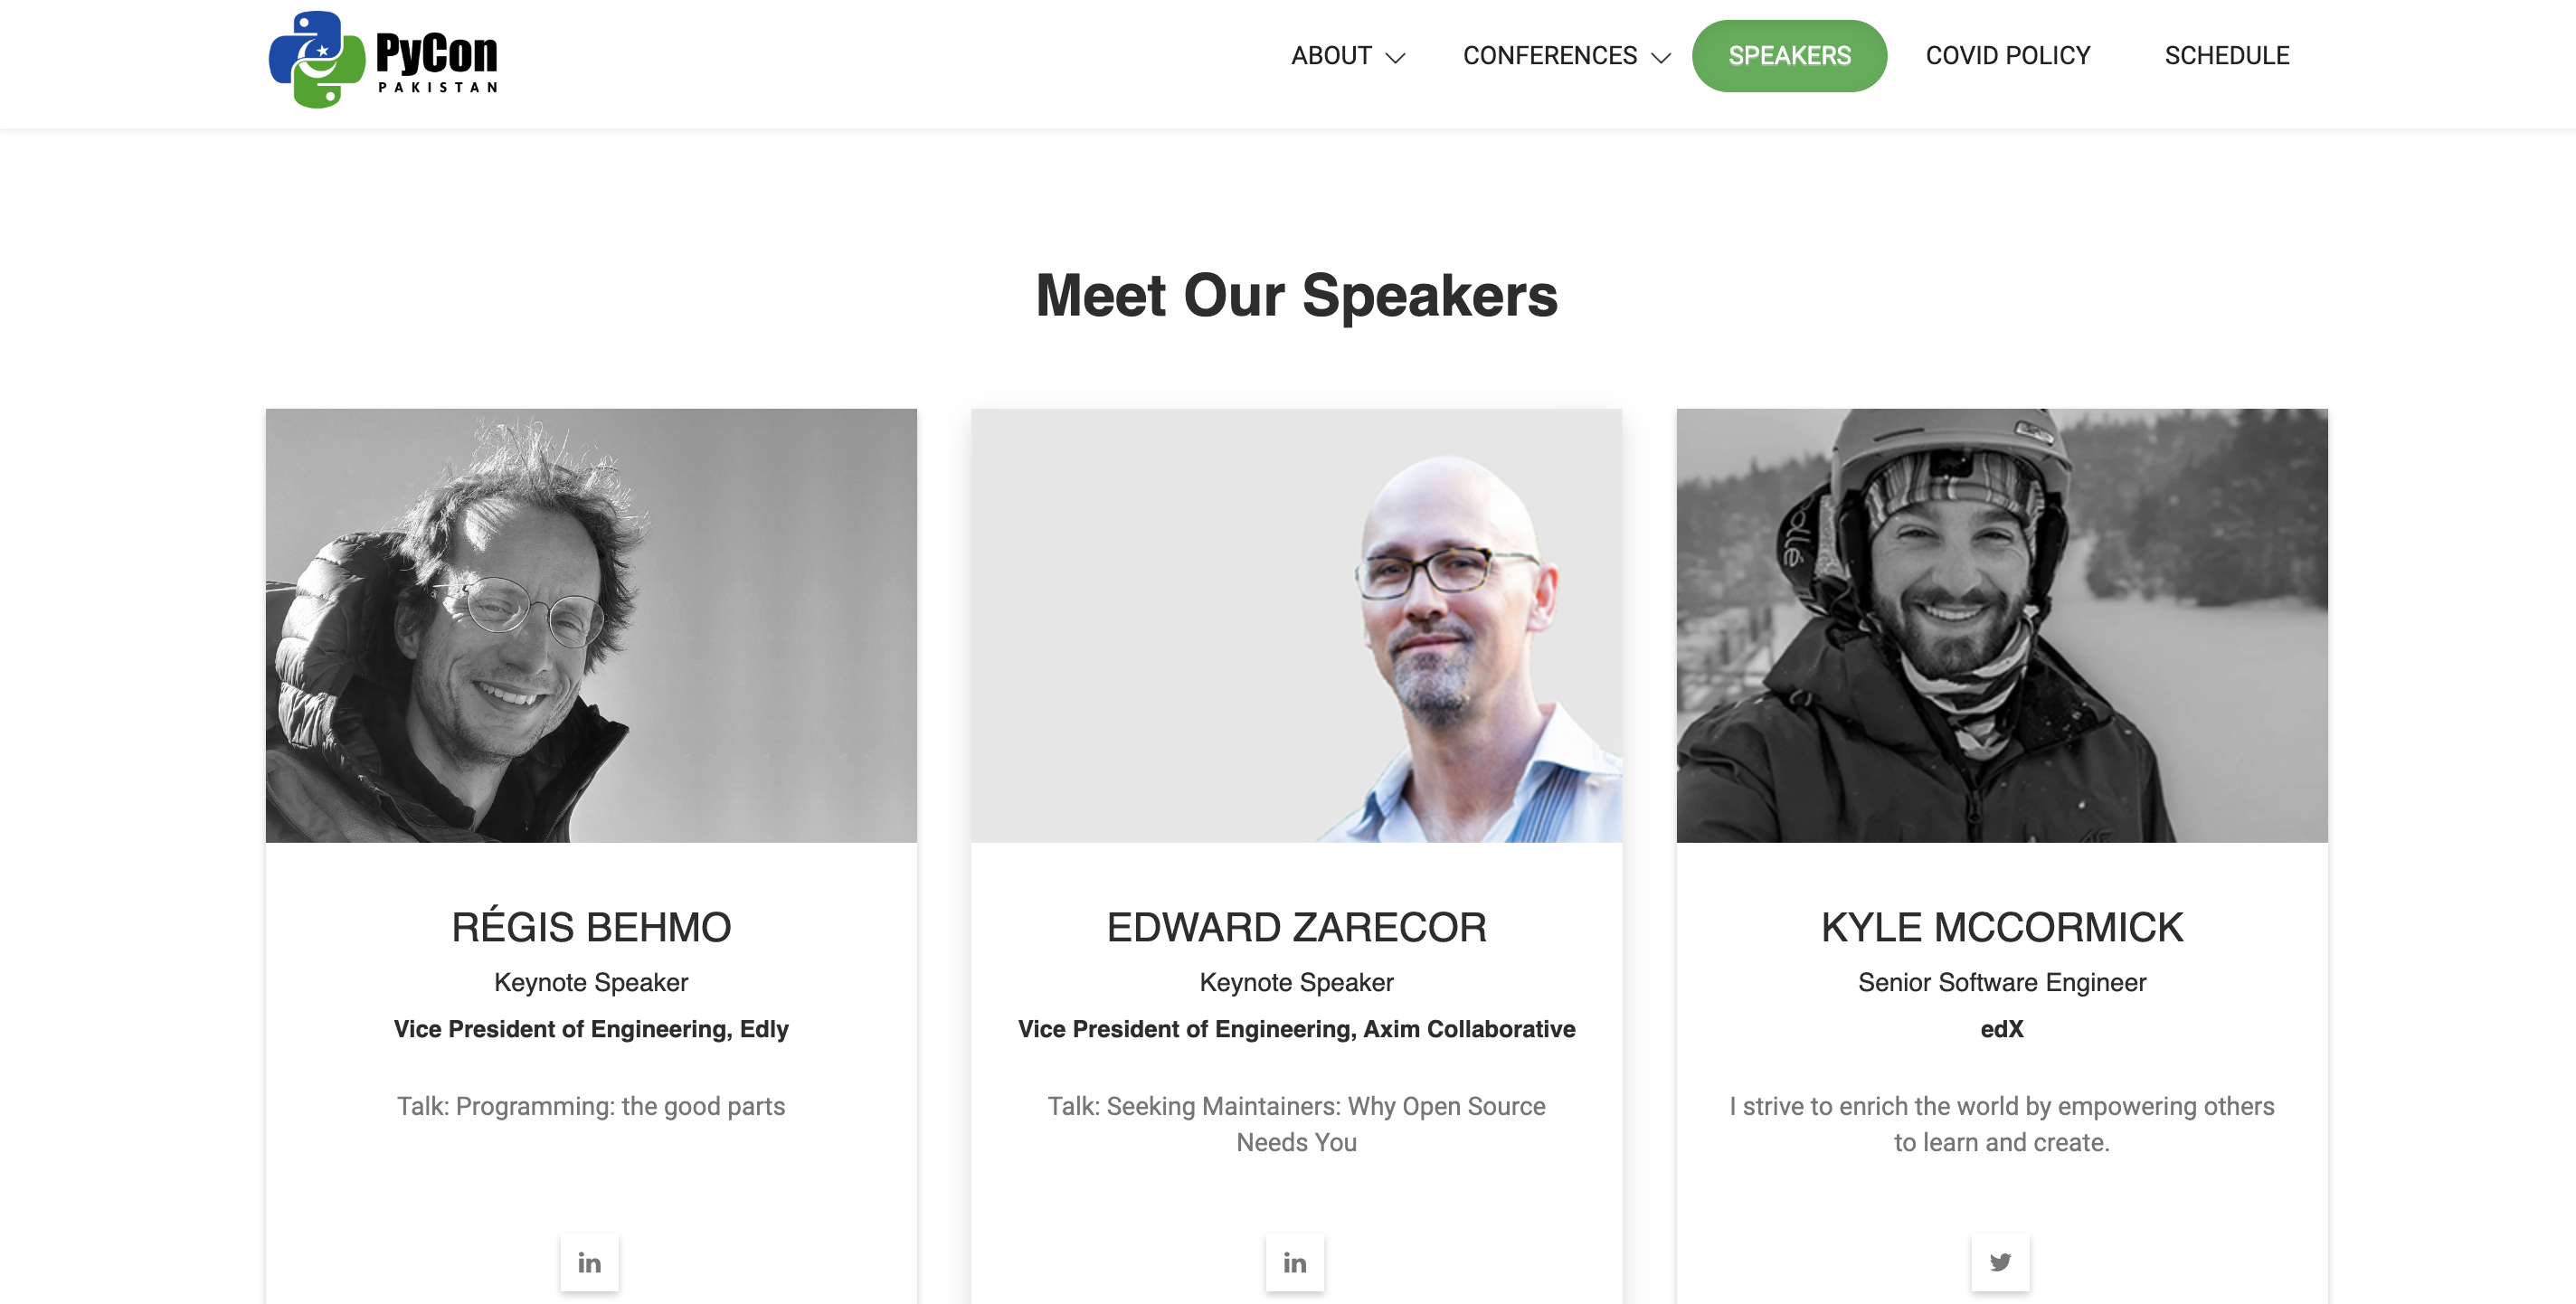 PyCon
PAKISTAN
ABOUT
CONFERENCES
SPEAKERS
COVID POLICY
SCHEDULE
Meet Our Speakers
RÉGIS BEHMO
Keynote Speaker
Vice President of Engineering, Edly
Talk: Programming: the good parts
in
EDWARD ZARECOR
Keynote Speaker
Vice President of Engineering, Axim Collaborative
Talk: Seeking Maintainers: Why Open Source
Needs You
in
KYLE MCCORMICK
Senior Software Engineer
edX
I strive to enrich the world by empowering others
to learn and create.